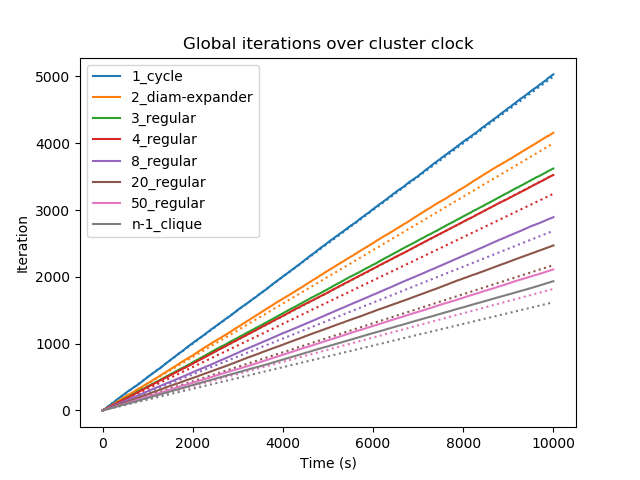 Global iterations over cluster clock
1_cycle
2_diam-expander
3_regular
4_regular
8_regular
20_regular
50_regular
n-1_clique
5000
4000
3000
2000
1000
0
Iteration
0 2000 4000 6000 8000 10000
Time (s)